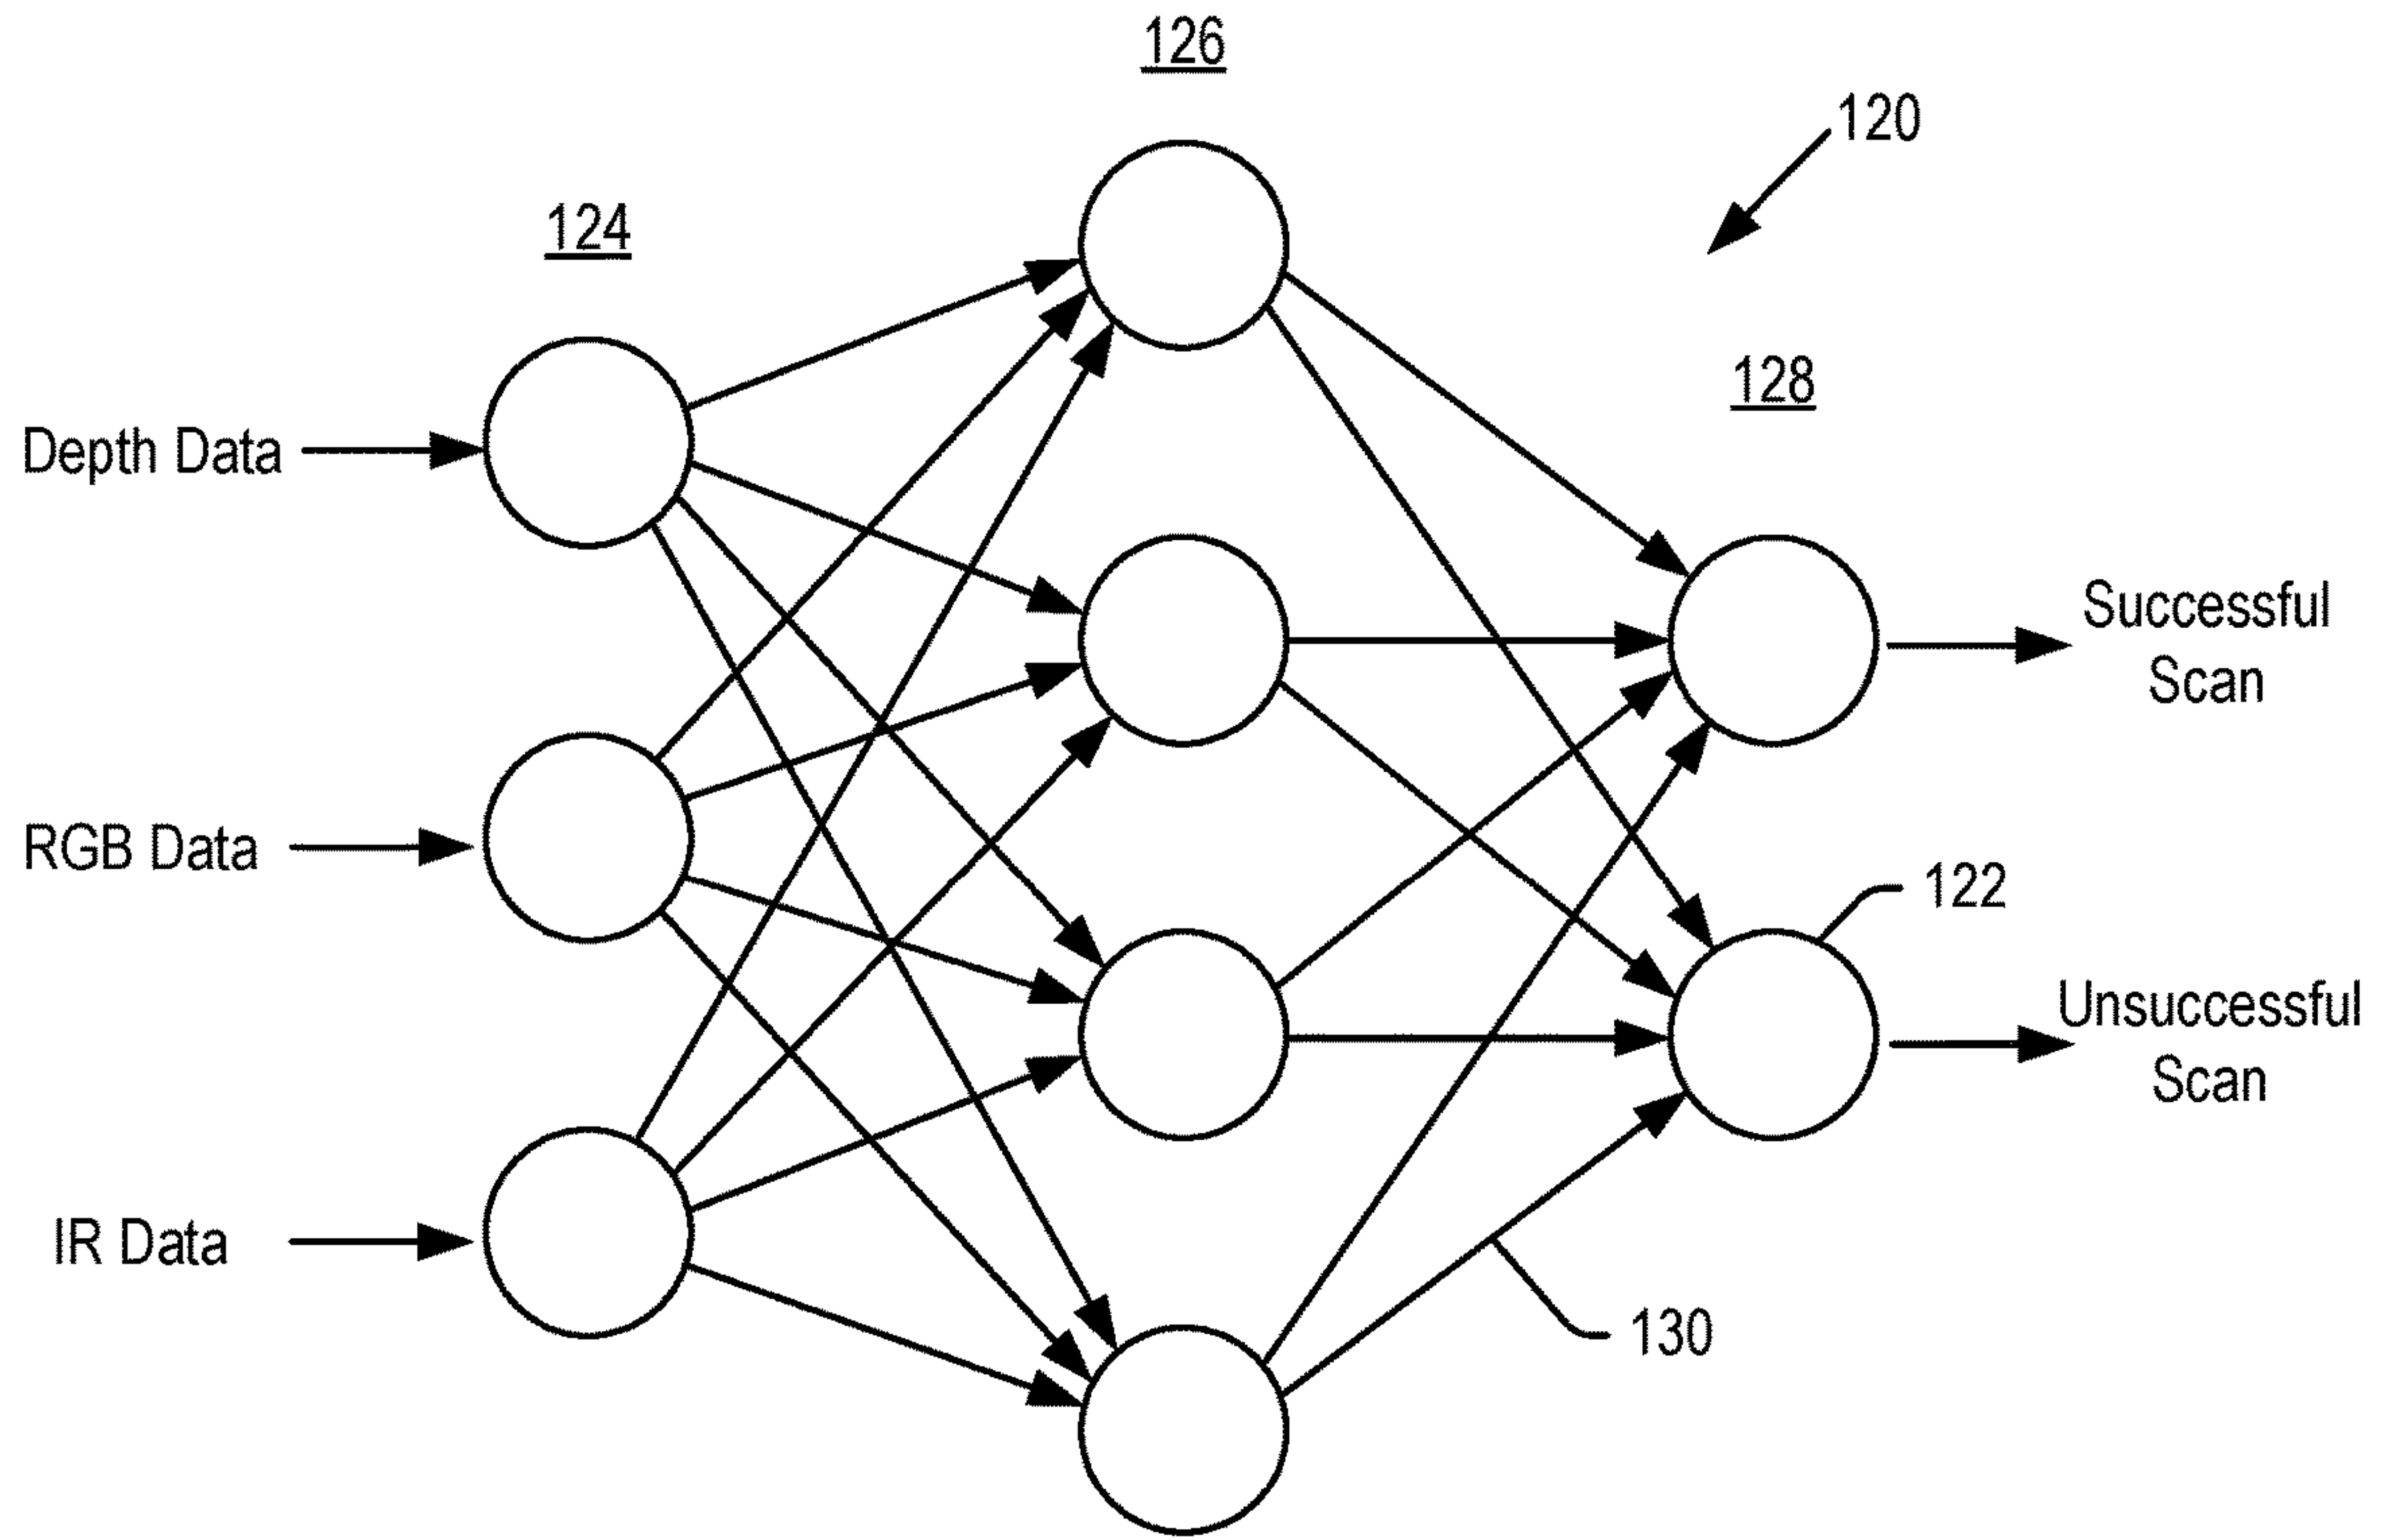 126
120
124
128
Depth Data
Successful
Scan
RGB Data
122
Unsuccessful
Scan
IR Data
130